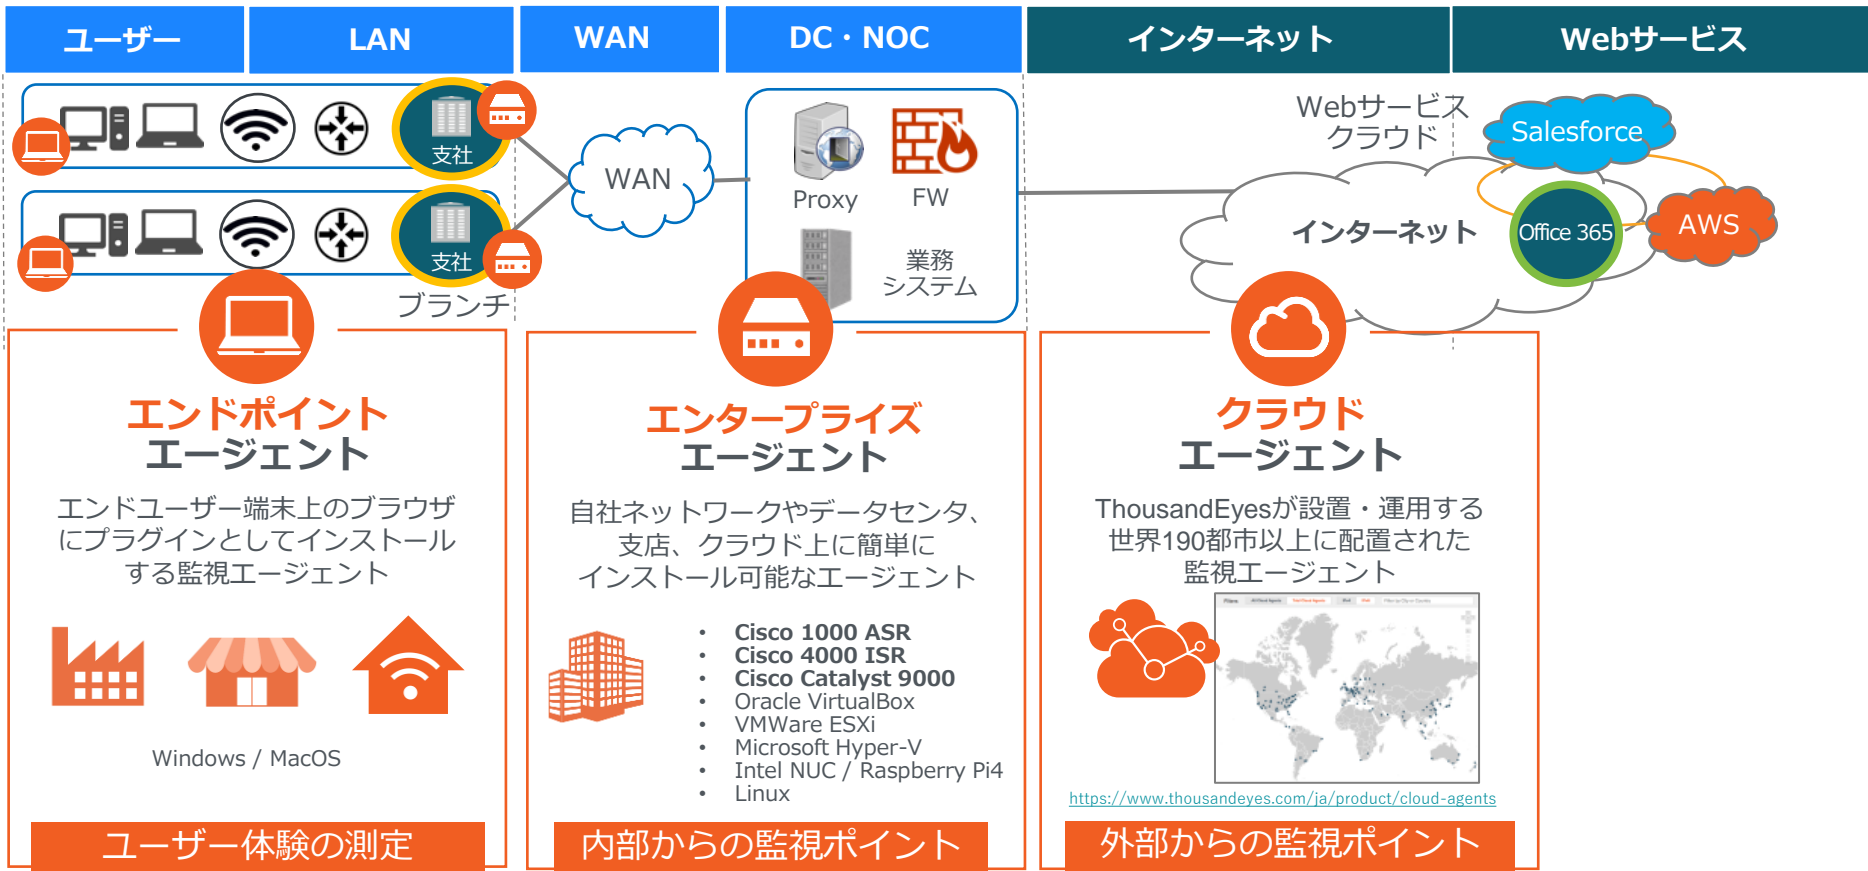 ユーザー
LAN
WAN
DC・NOC
インターネット
Webサービス
支社
支社
ブランチ
WAN
Proxy
FW
業務
システム
Webサービス
クラウド
Salesforce
インターネット
Office 365
AWS
エンドポイント
エージェント
エンドユーザー端末上のブラウザ
にプラグインとしてインストール
する監視エージェント
Windows / MacOS
ユーザー体験の測定
エンタープライズ
エージェント
自社ネットワークやデータセンタ、
支店、クラウド上に簡単に
インストール可能なエージェント
• Cisco 1000 ASR
• Cisco 4000 ISR
• Cisco Catalyst 9000
• Oracle VirtualBox
• VMWare ESXi
• Microsoft Hyper-V
• Intel NUC / Raspberry Pi4
• Linux
内部からの監視ポイント
クラウド
エージェント
ThousandEyesが設置・運用する
世界190都市以上に配置された
監視エージェント
https://www.thousandeyes.com/ja/product/cloud-agents
外部からの監視ポイント